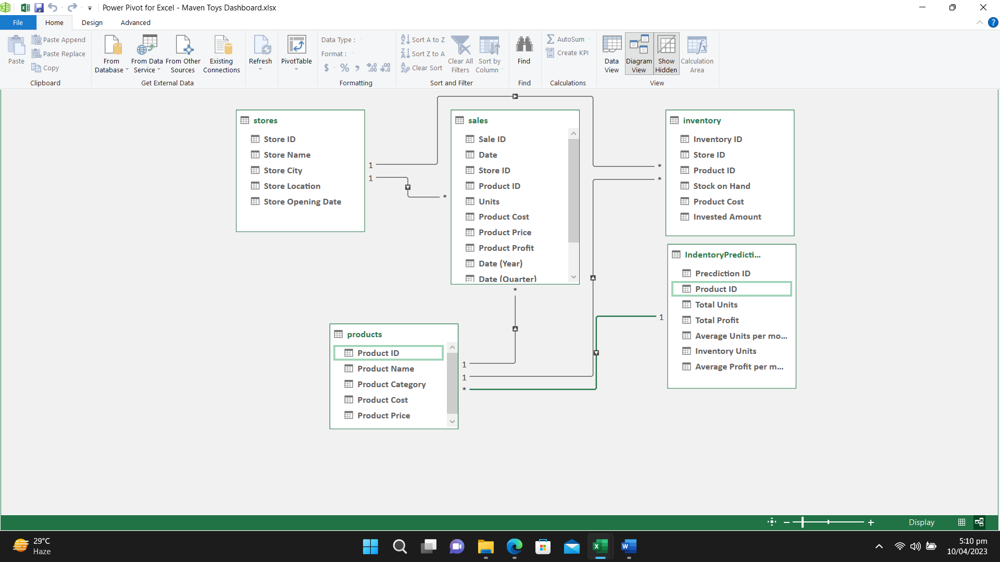 Power Pivot for Excel - Maven Toys Dashboard.xlsx
File Home Design Advanced
Paste
Paste Append
Paste Replace
Copy
Clipboard
From Database
From Data Service
From Other Sources
Existing Connections
Get External Data
Refresh
PivotTable
Data Type :
Format :
$ % ,
Formatting
Sort A to Z
Sort Z to A
Clear Sort
Clear All Filters
Sort by Column
Sort and Filter
Find
Find
AutoSum
Create KPI
Calculations
Data View
Diagram View
Show Hidden
Calculation Area
View
stores
Store ID
Store Name
Store City
Store Location
Store Opening Date
1
1
*
sales
Sale ID
Date
Store ID
Product ID
Units
Product Cost
Product Price
Product Profit
Date (Year)
Date (Quarter)
*
inventory
Inventory ID
Store ID
Product ID
Stock on Hand
Product Cost
Invested Amount
*
*
IndentoryPredicti...
Precdiction ID
Product ID
Total Units
Total Profit
Average Units per mo...
Inventory Units
Average Profit per m...
1
products
Product ID
Product Name
Product Category
Product Cost
Product Price
1
1
*
Display
29°C
Haze
5:10 pm
10/04/2023